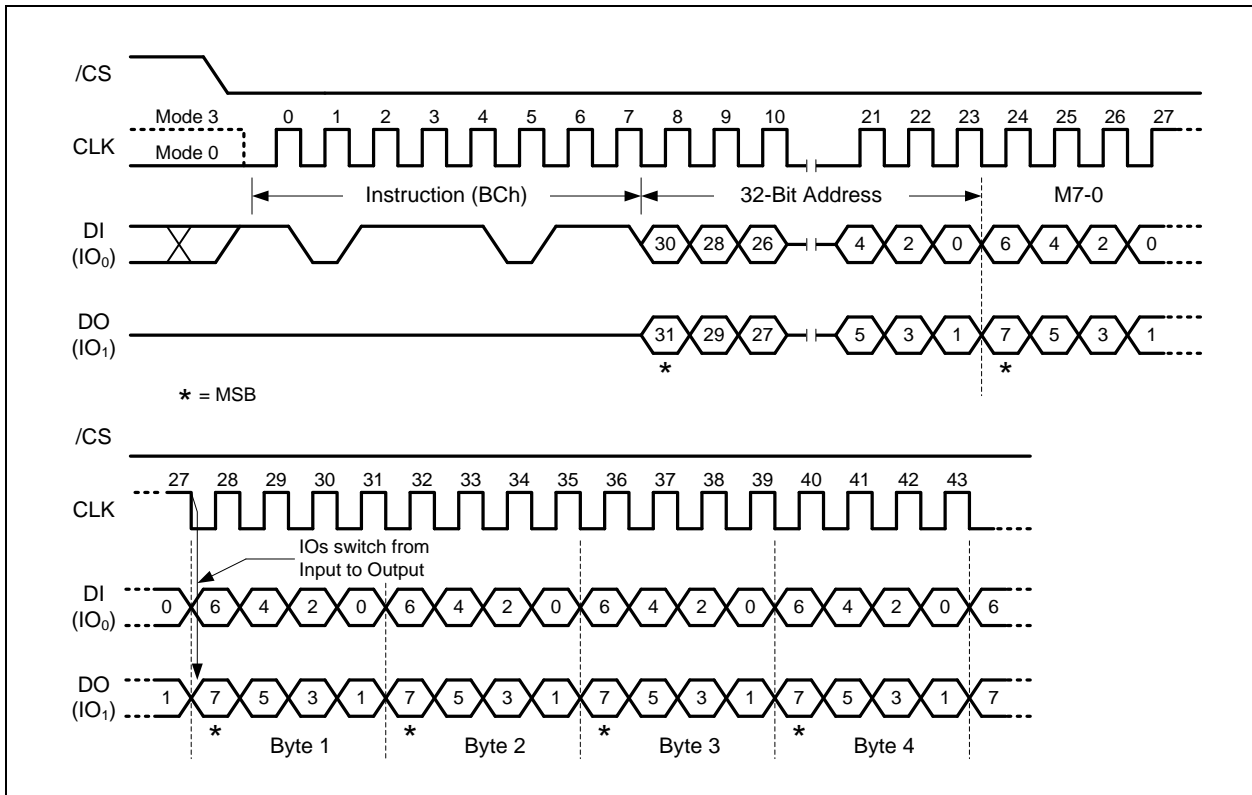 /CS
Mode 3 0 1 2 3 4 5 6 7 8 9 10 21 22 23 24 25 26 27
CLK
Mode 0
Instruction (BCh) 32-Bit Address M7-0
DI
(IO₀)
30 28 26 4 2 0 6 4 2 0
DO
(IO₁)
31 29 27 5 3 1 7 5 3 1
* *
* = MSB
/CS
27 28 29 30 31 32 33 34 35 36 37 38 39 40 41 42 43
CLK
IOs switch from
Input to Output
DI
(IO₀)
0 6 4 2 0 6 4 2 0 6 4 2 0 6 4 2 0 6
DO
(IO₁)
1 7 5 3 1 7 5 3 1 7 5 3 1 7 5 3 1 7
* * * *
Byte 1 Byte 2 Byte 3 Byte 4